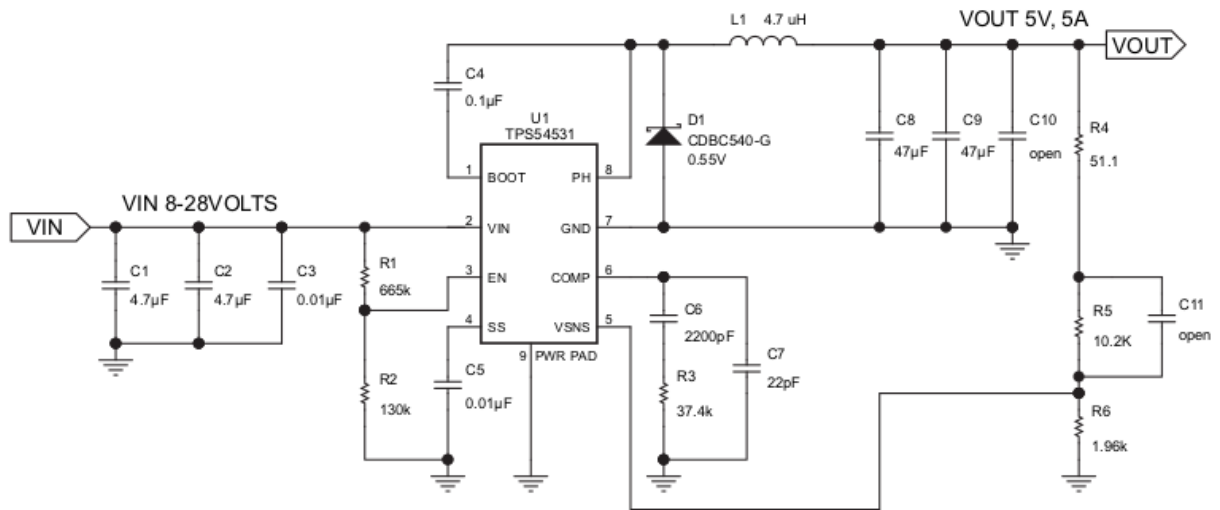 L1 4.7 uH
VOUT 5V, 5A
VOUT
C4
0.1µF
U1
TPS54531
D1
CDBC540-G
0.55V
C8
47µF
C9
47µF
C10
open
R4
51.1
1 BOOT
PH 8
VIN 8-28VOLTS
VIN
2 VIN
GND 7
C1
4.7µF
C2
4.7µF
C3
0.01µF
R1
665k
3 EN
COMP 6
4 SS
VSNS 5
9 PWR PAD
C6
2200pF
C7
22pF
R5
10.2K
C11
open
R2
130k
C5
0.01µF
R3
37.4k
R6
1.96k